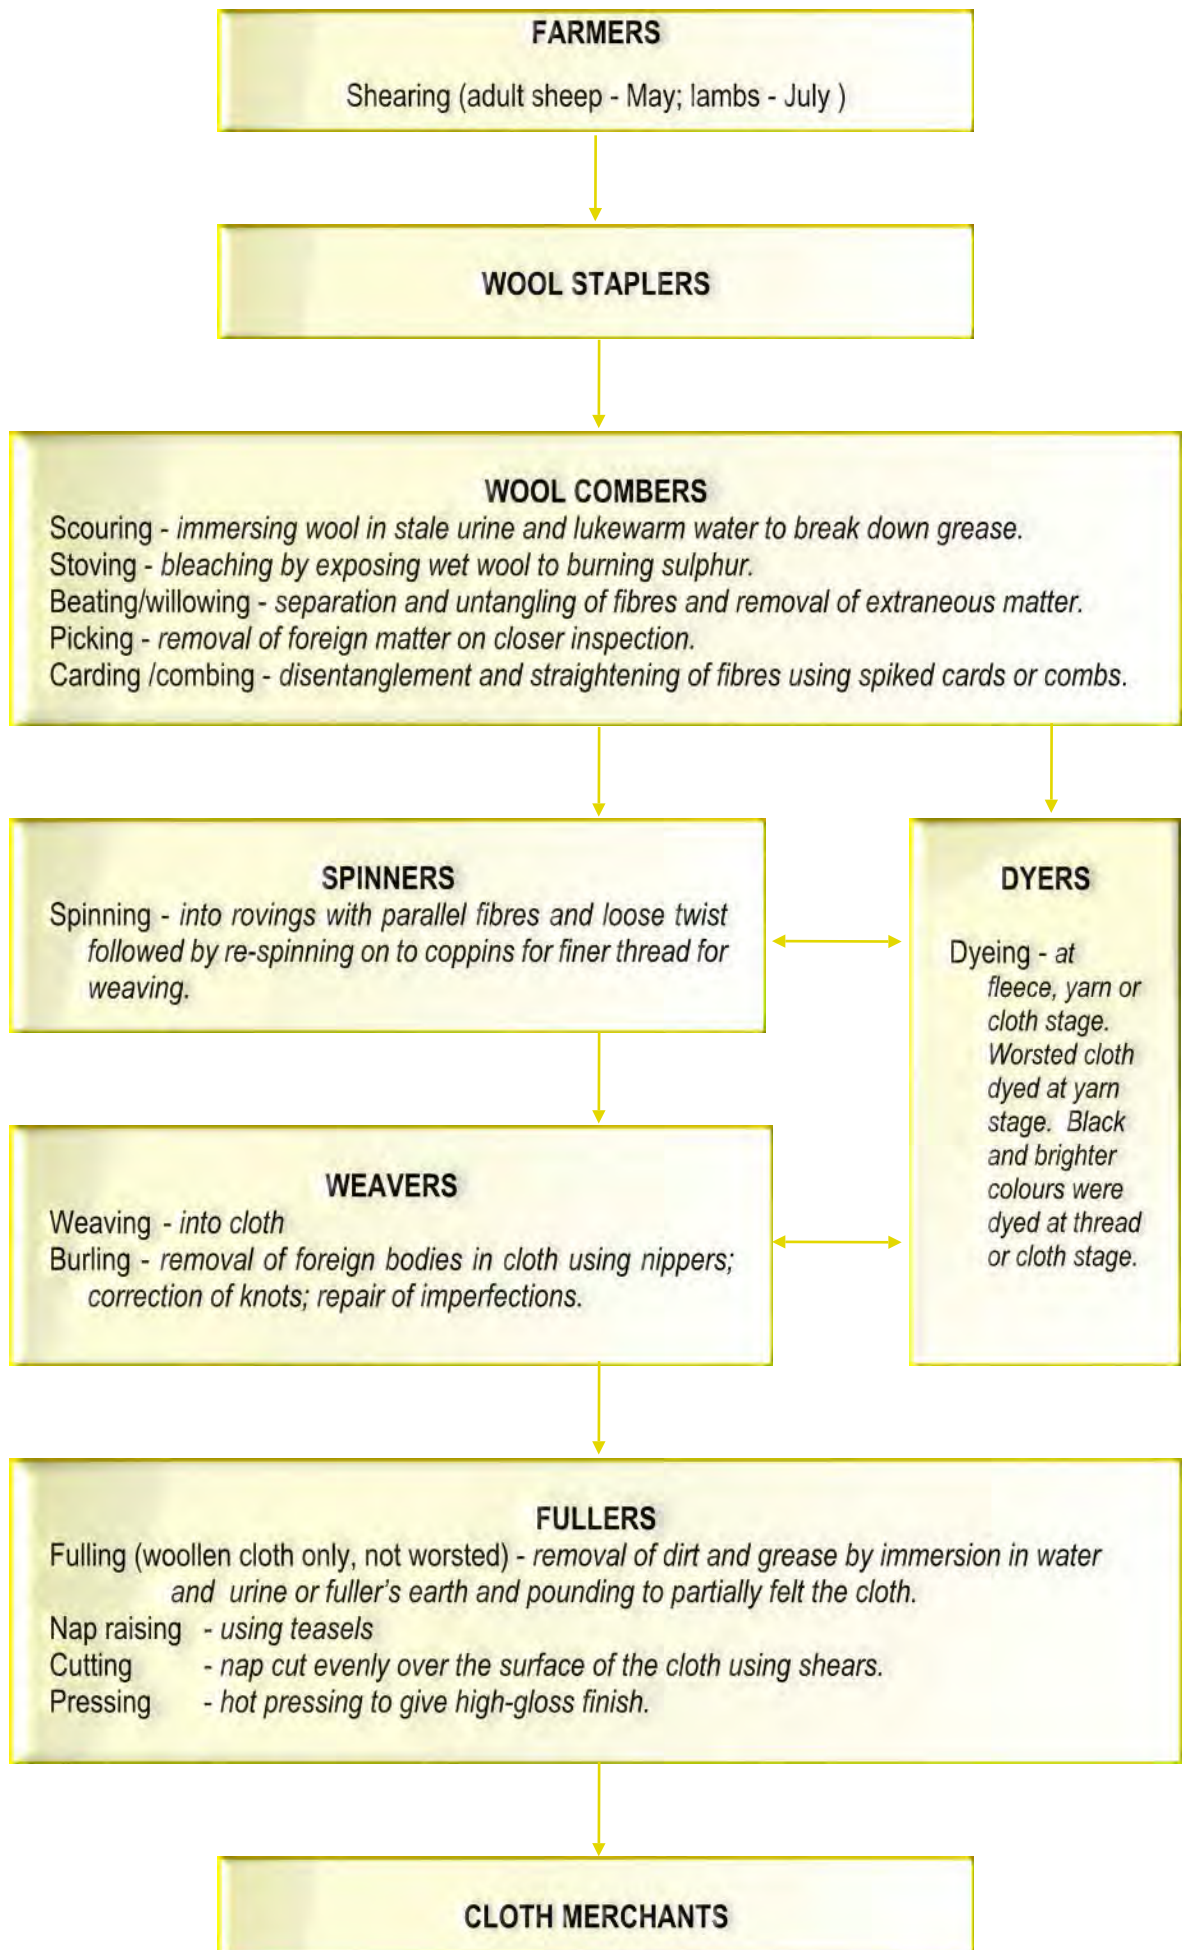 FARMERS
Shearing (adult sheep - May; lambs - July )
WOOL STAPLERS
WOOL COMBERS
Scouring - immersing wool in stale urine and lukewarm water to break down grease.
Stoving - bleaching by exposing wet wool to burning sulphur.
Beating/willowing - separation and untangling of fibres and removal of extraneous matter.
Picking - removal of foreign matter on closer inspection.
Carding /combing - disentanglement and straightening of fibres using spiked cards or combs.
SPINNERS
Spinning - into rovings with parallel fibres and loose twist
followed by re-spinning on to coppins for finer thread for
weaving.
DYERS
Dyeing - at
fleece, yarn or
cloth stage.
Worsted cloth
dyed at yarn
stage. Black
and brighter
colours were
dyed at thread
or cloth stage.
WEAVERS
Weaving - into cloth
Burling - removal of foreign bodies in cloth using nippers;
correction of knots; repair of imperfections.
FULLERS
Fulling (woollen cloth only, not worsted) - removal of dirt and grease by immersion in water
and urine or fuller's earth and pounding to partially felt the cloth.
Nap raising - using teasels
Cutting - nap cut evenly over the surface of the cloth using shears.
Pressing - hot pressing to give high-gloss finish.
CLOTH MERCHANTS